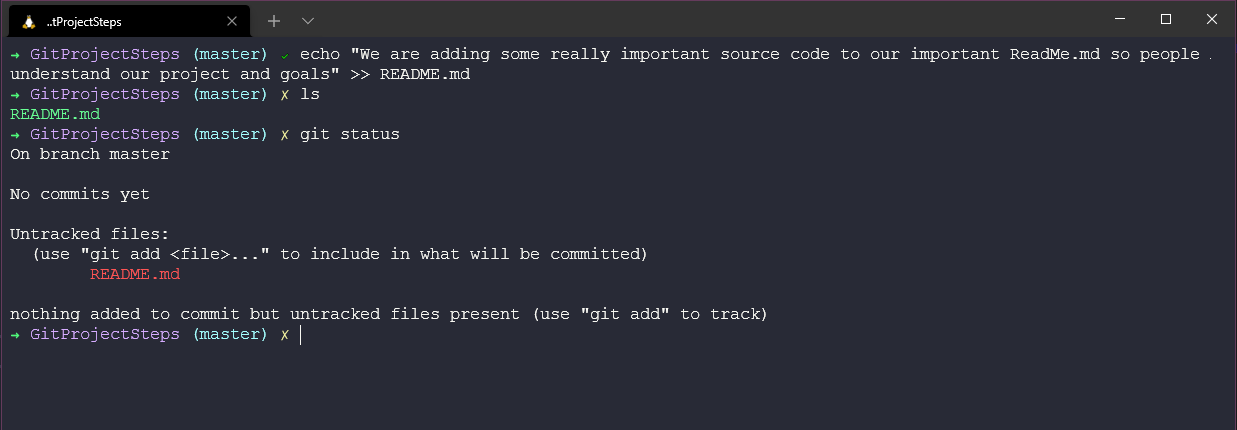 ..tProjectSteps
→ GitProjectSteps (master) ✓ echo "We are adding some really important source code to our important ReadMe.md so people
understand our project and goals" >> README.md
→ GitProjectSteps (master) ✗ ls
README.md
→ GitProjectSteps (master) ✗ git status
On branch master
No commits yet
Untracked files:
(use "git add <file>..." to include in what will be committed)
README.md
nothing added to commit but untracked files present (use "git add" to track)
→ GitProjectSteps (master) ✗